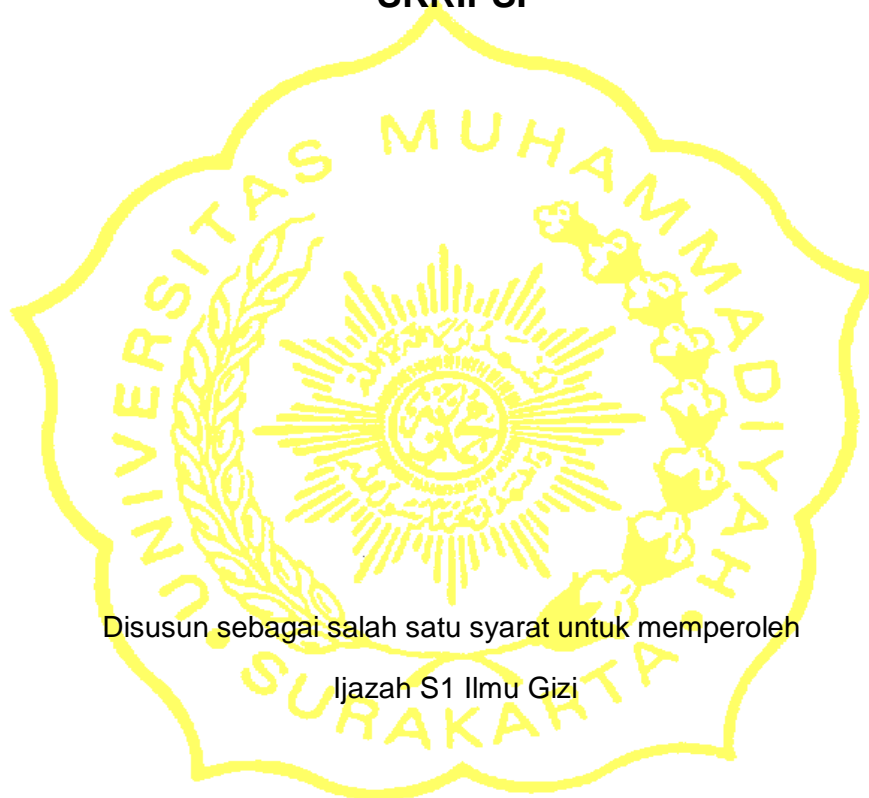 SKRIPSI
UNIVERSITAS MUHAMMADIYAH
SURAKARTA
Disusun sebagai salah satu syarat untuk memperoleh
Ijazah S1 Ilmu Gizi